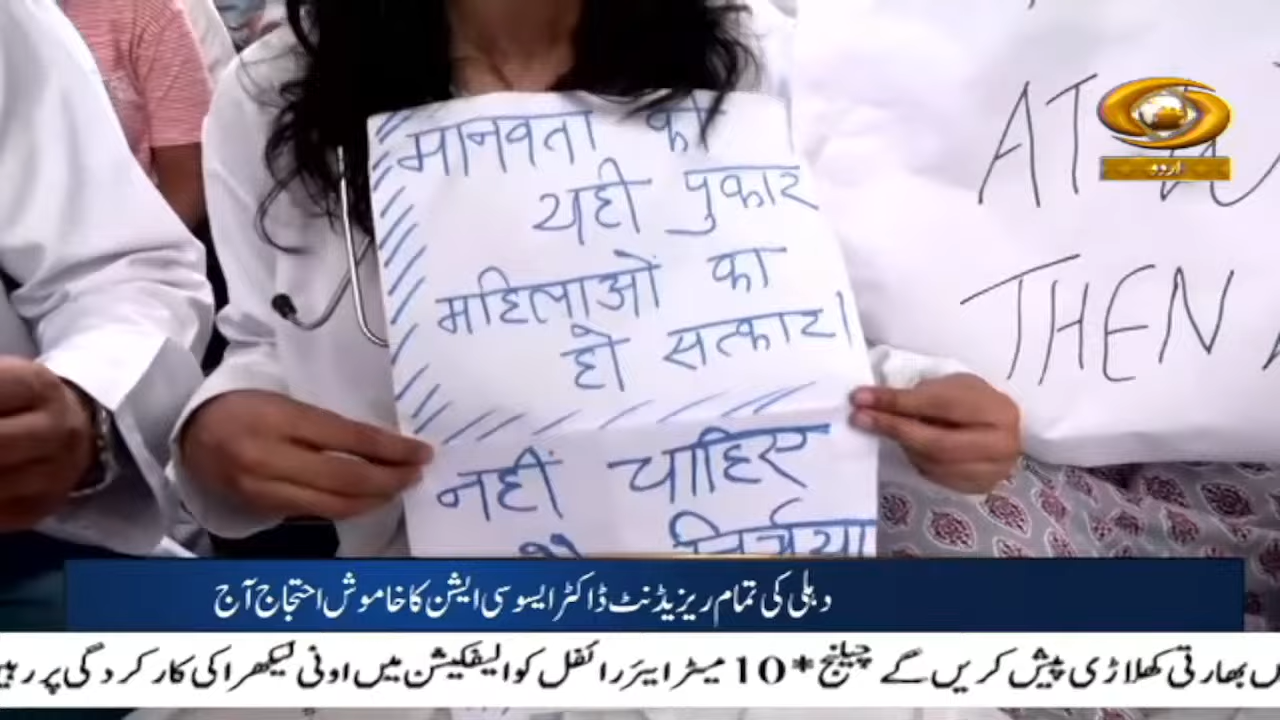 मानवता की
यही पुकार
महिलाओं का
हो सत्कार।
नहीं चाहिए
निर्भया
AT
THEN
اردو
دہلی کی تمام ریزیڈنٹ ڈاکٹر ایسوسی ایشن کا خاموش احتجاج آج
بھارتی کھلاڑی پیش کریں گے چیلنج * 10 میٹر ایئر رائفل کوالیفکیشن میں اونی لیکھرا کی کارکردگی پر